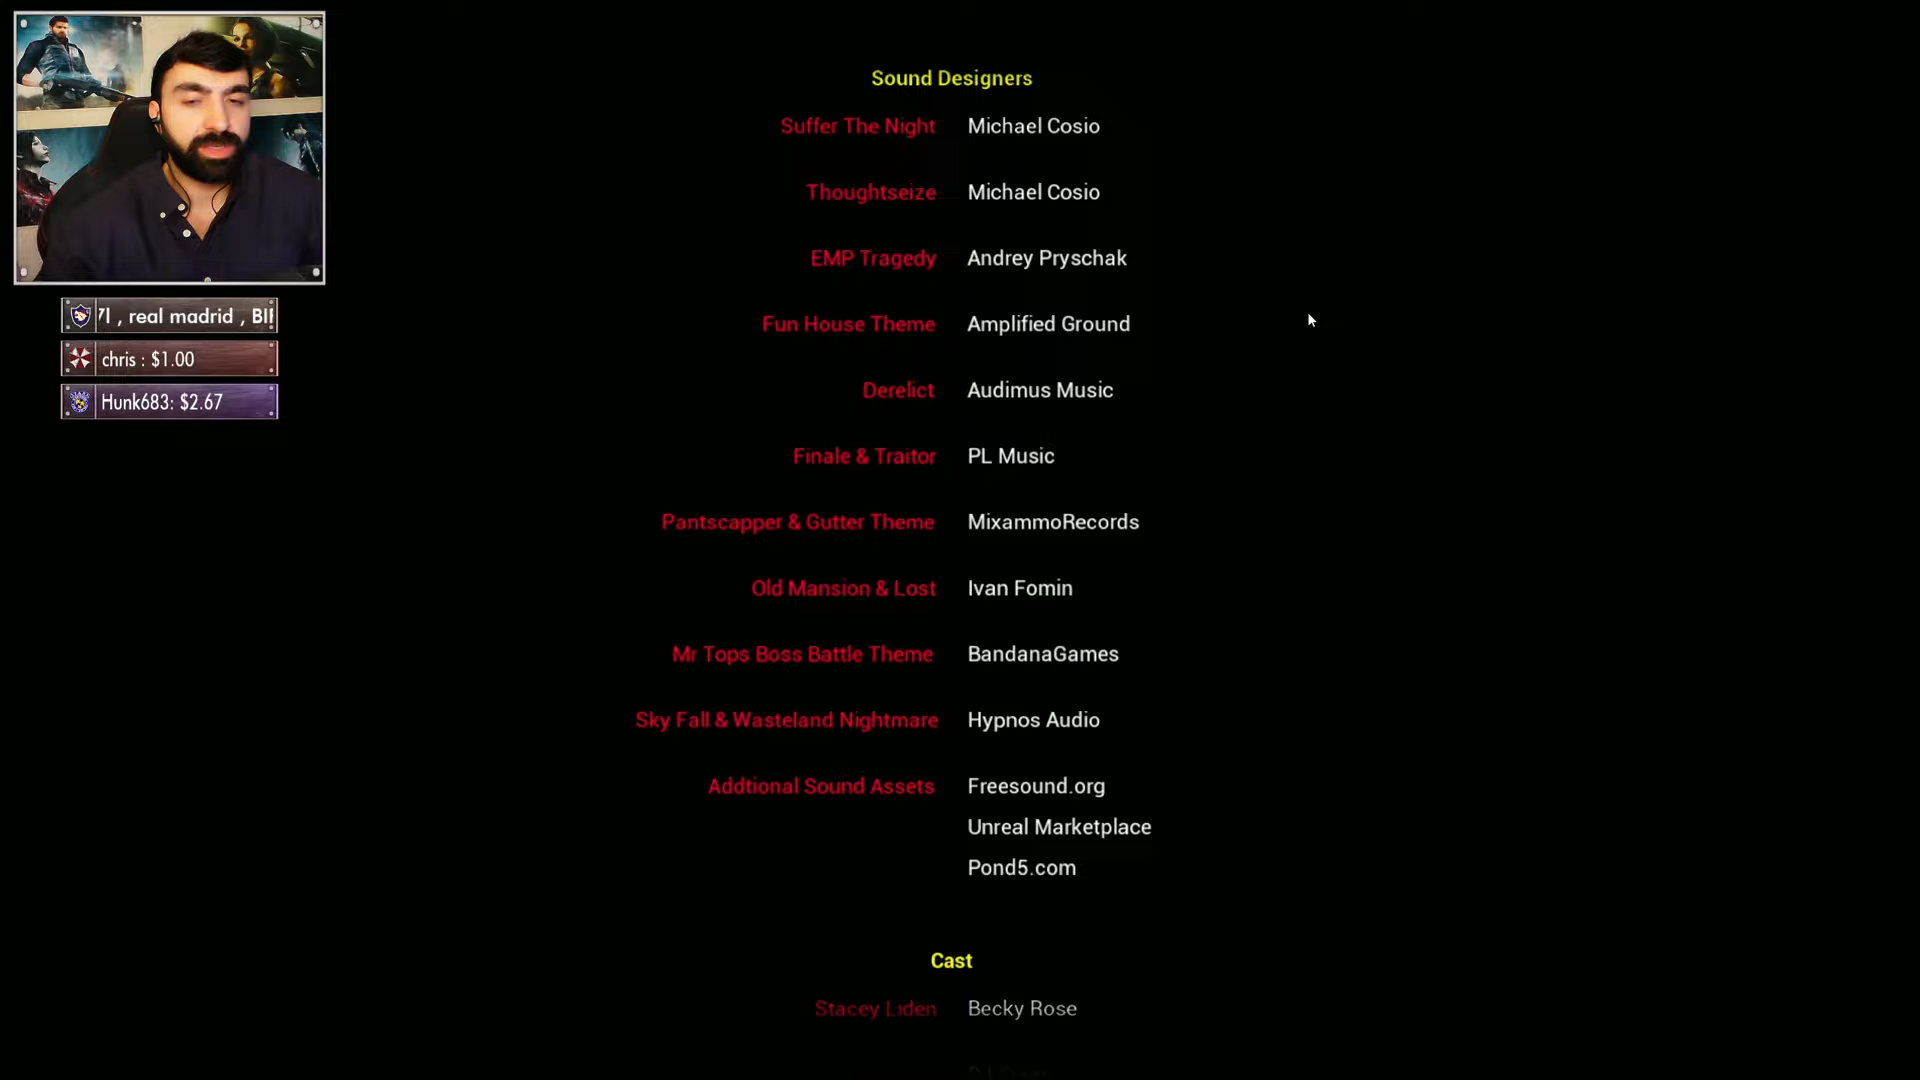 Sound Designers
Suffer The Night Michael Cosio
Thoughtseize Michael Cosio
EMP Tragedy Andrey Pryschak
Fun House Theme Amplified Ground
Derelict Audimus Music
Finale & Traitor PL Music
Pantscapper & Gutter Theme MixammoRecords
Old Mansion & Lost Ivan Fomin
Mr Tops Boss Battle Theme BandanaGames
Sky Fall & Wasteland Nightmare Hypnos Audio
Addtional Sound Assets Freesound.org
Unreal Marketplace
Pond5.com
Cast
Stacey Liden Becky Rose
, real madrid ,
chris : $1.00
Hunk683: $2.67